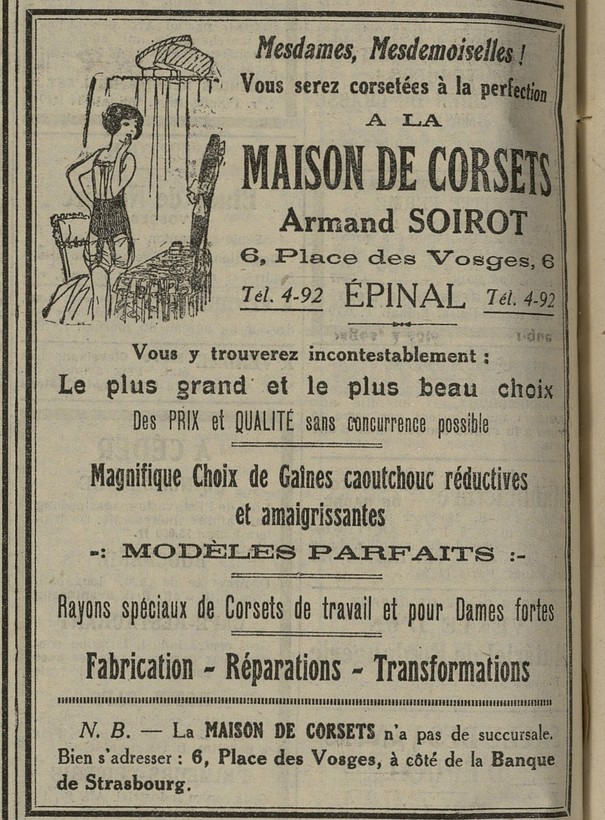 Mesdames, Mesdemoiselles !
Vous serez corsetées à la perfection
A LA
MAISON DE CORSETS
Armand SOIROT
6, Place des Vosges, 6
Tél. 4-92 ÉPINAL Tél. 4-92
Vous y trouverez incontestablement :
Le plus grand et le plus beau choix
Des PRIX et QUALITÉ sans concurrence possible
Magnifique Choix de Gaînes caoutchouc réductives
et amaigrissantes
-: MODÈLES PARFAITS :-
Rayons spéciaux de Corsets de travail et pour Dames fortes
Fabrication - Réparations - Transformations
N. B. — La MAISON DE CORSETS n'a pas de succursale.
Bien s'adresser : 6, Place des Vosges, à côté de la Banque
de Strasbourg.